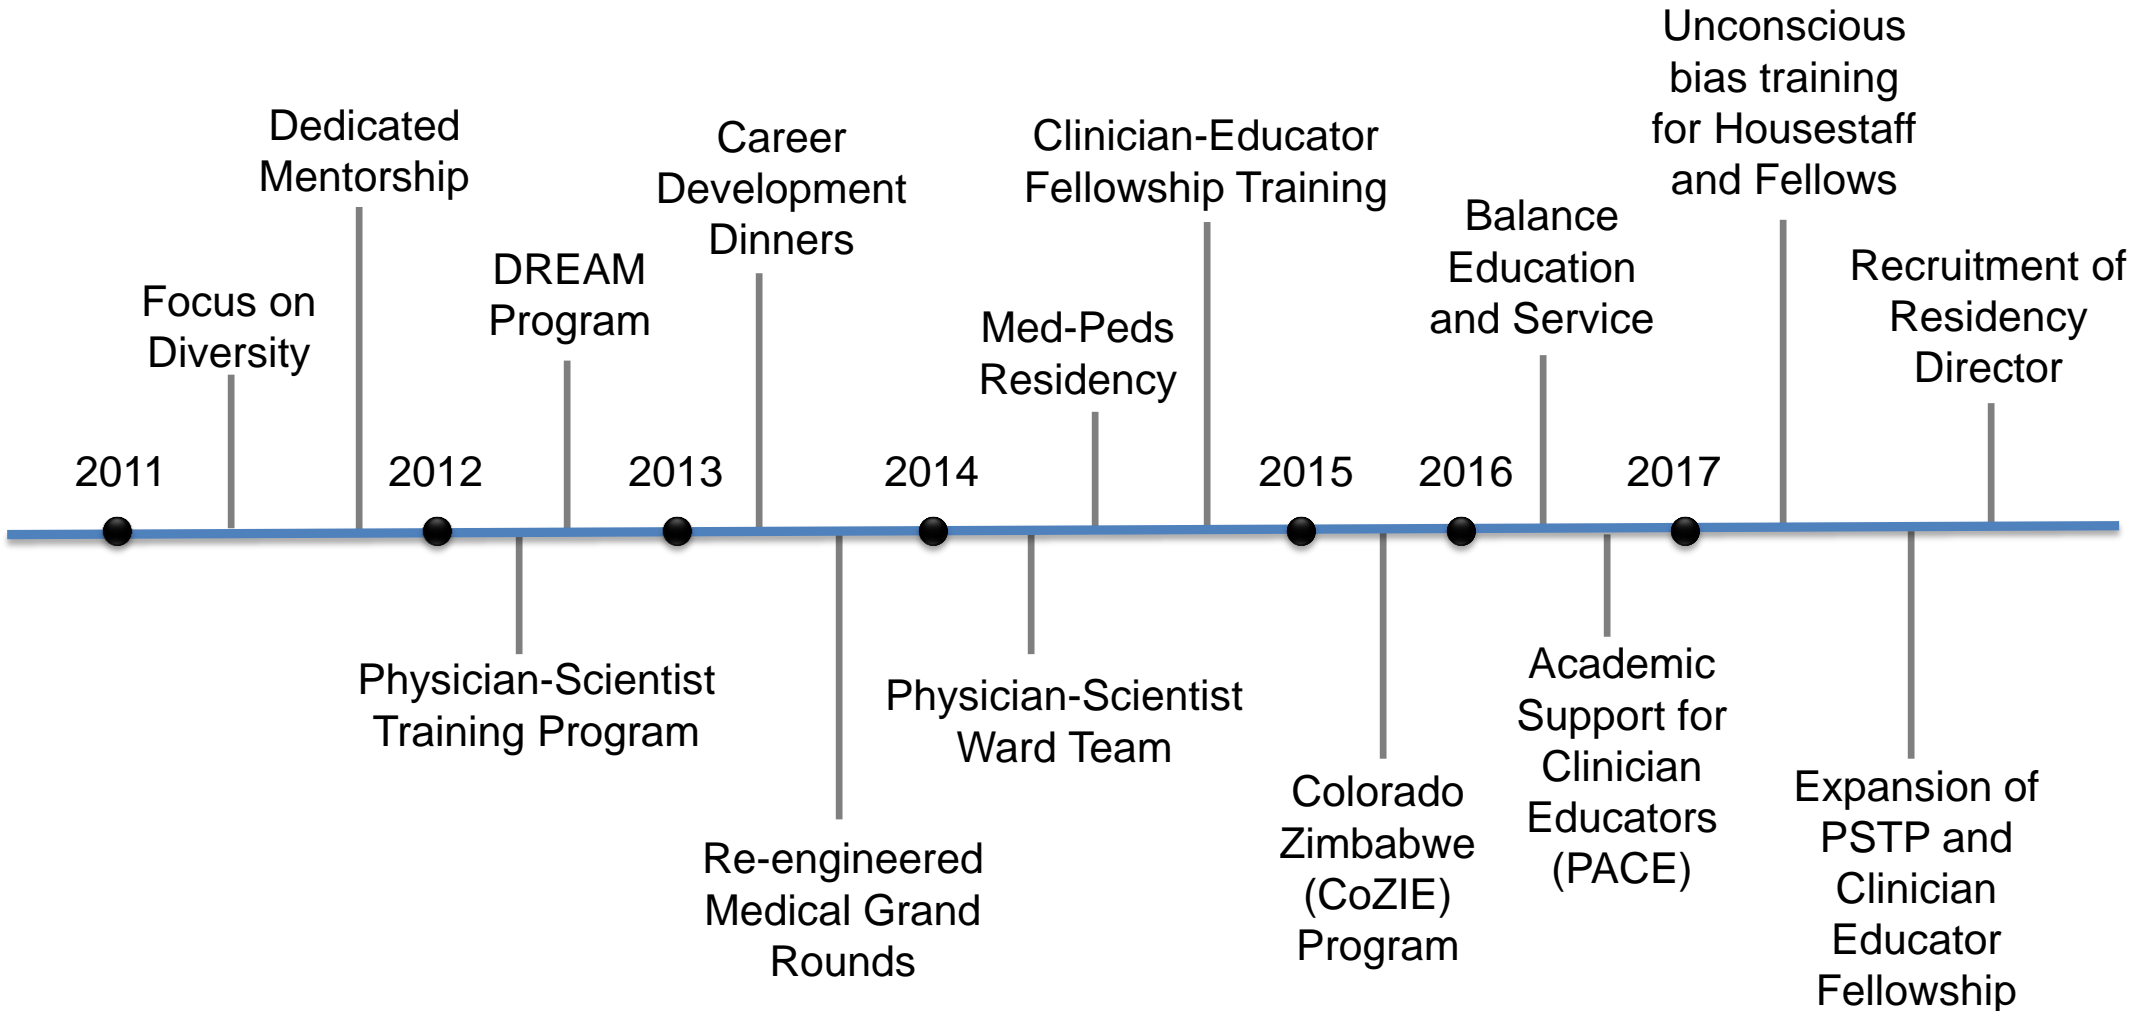 Unconscious
bias training
for Housestaff
and Fellows
Dedicated
Mentorship
Career
Development
Dinners
Clinician-Educator
Fellowship Training
Balance
Education
and Service
DREAM
Program
Recruitment of
Residency
Director
Focus on
Diversity
Med-Peds
Residency
2011
2012
2013
2014
2015
2016
2017
Physician-Scientist
Training Program
Re-engineered
Medical Grand
Rounds
Physician-Scientist
Ward Team
Colorado
Zimbabwe
(CoZIE)
Program
Academic
Support for
Clinician
Educators
(PACE)
Expansion of
PSTP and
Clinician
Educator
Fellowship